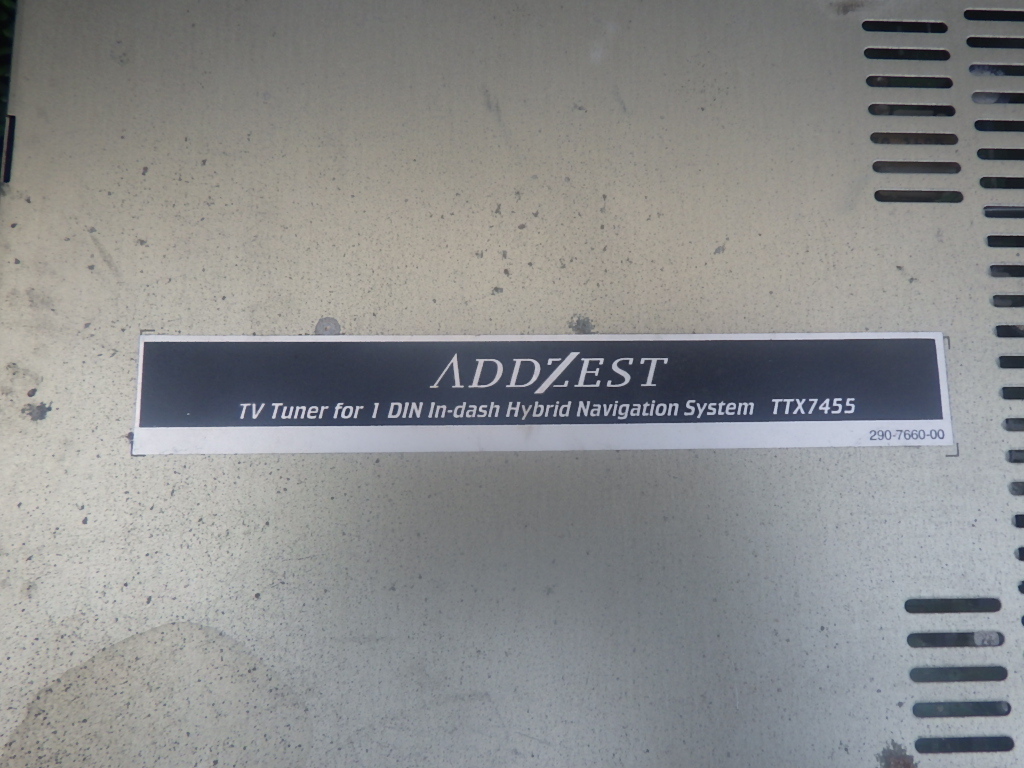 ADDZEST
TV Tuner for 1 DIN In-dash Hybrid Navigation System TTX7455
290-7660-00